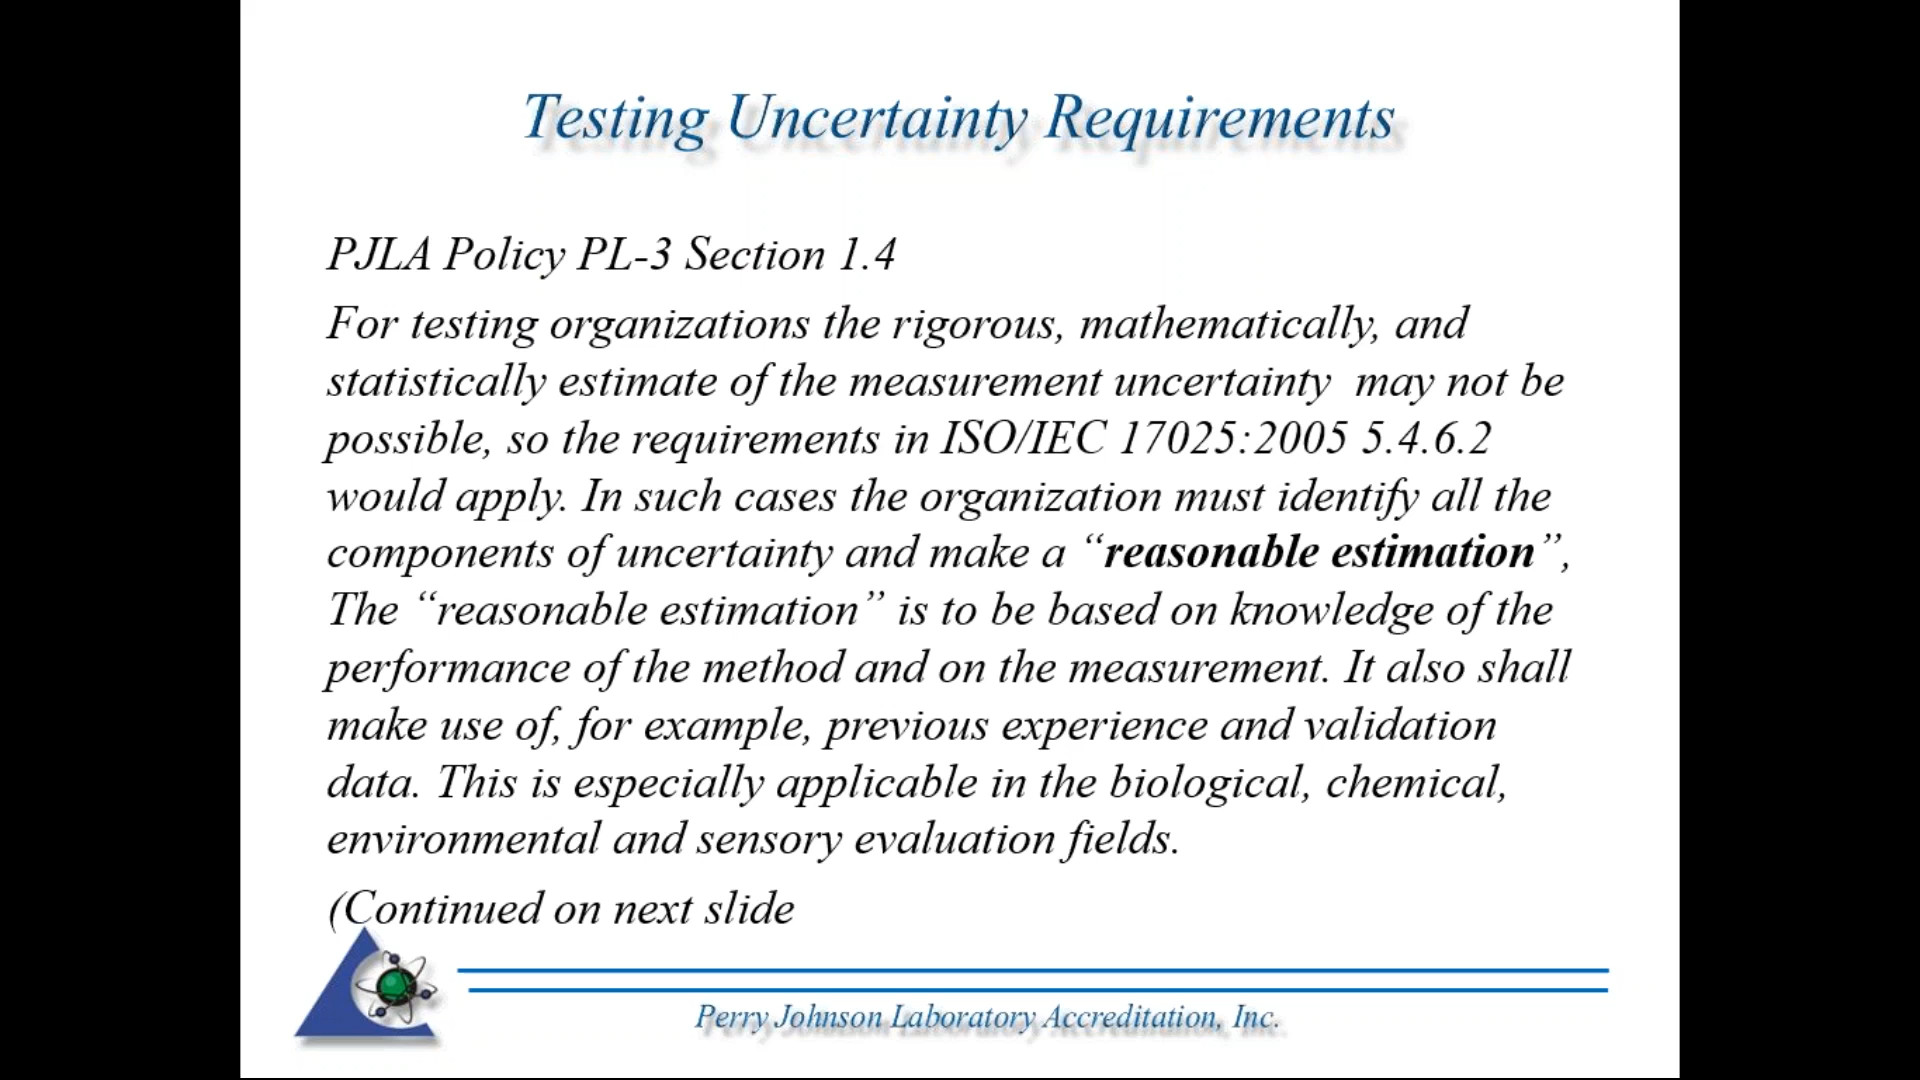 Testing Uncertainty Requirements
PJLA Policy PL-3 Section 1.4
For testing organizations the rigorous, mathematically, and
statistically estimate of the measurement uncertainty may not be
possible, so the requirements in ISO/IEC 17025:2005 5.4.6.2
would apply. In such cases the organization must identify all the
components of uncertainty and make a “reasonable estimation”,
The “reasonable estimation” is to be based on knowledge of the
performance of the method and on the measurement. It also shall
make use of, for example, previous experience and validation
data. This is especially applicable in the biological, chemical,
environmental and sensory evaluation fields.
(Continued on next slide
Perry Johnson Laboratory Accreditation, Inc.